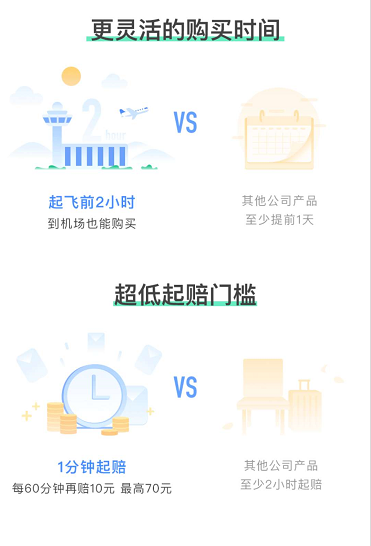 更灵活的购买时间
2
hour
VS
起飞前2小时
到机场也能购买
其他公司产品
至少提前1天
超低起赔门槛
VS
1分钟起赔
每60分钟再赔10元 最高70元
其他公司产品
至少2小时起赔